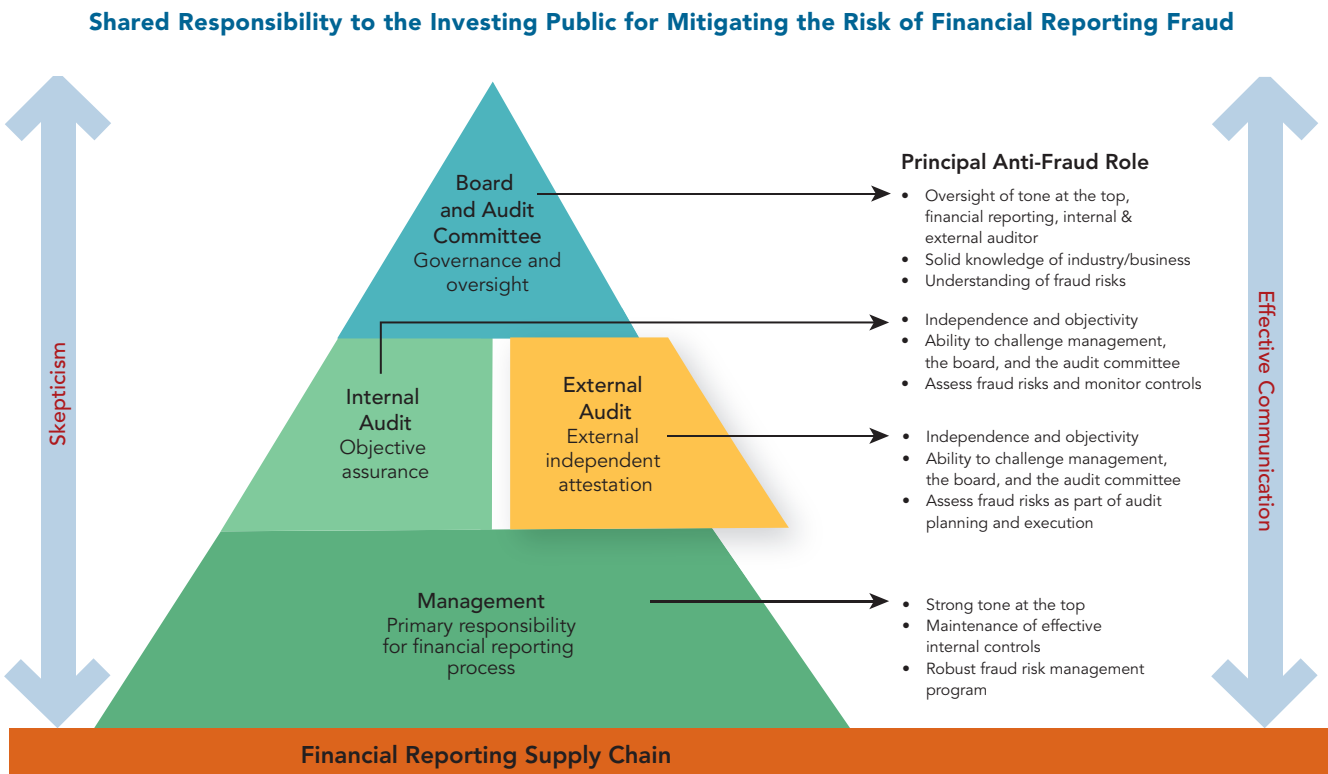 Shared Responsibility to the Investing Public for Mitigating the Risk of Financial Reporting Fraud
Skepticism
Board
and Audit
Committee
Governance and
oversight
Internal
Audit
Objective
assurance
External
Audit
External
independent
attestation
Management
Primary responsibility
for financial reporting
process
Principal Anti-Fraud Role
• Oversight of tone at the top,
financial reporting, internal &
external auditor
• Solid knowledge of industry/business
• Understanding of fraud risks
• Independence and objectivity
• Ability to challenge management,
the board, and the audit committee
• Assess fraud risks and monitor controls
• Independence and objectivity
• Ability to challenge management,
the board, and the audit committee
• Assess fraud risks as part of audit
planning and execution
• Strong tone at the top
• Maintenance of effective
internal controls
• Robust fraud risk management
program
Effective Communication
Financial Reporting Supply Chain